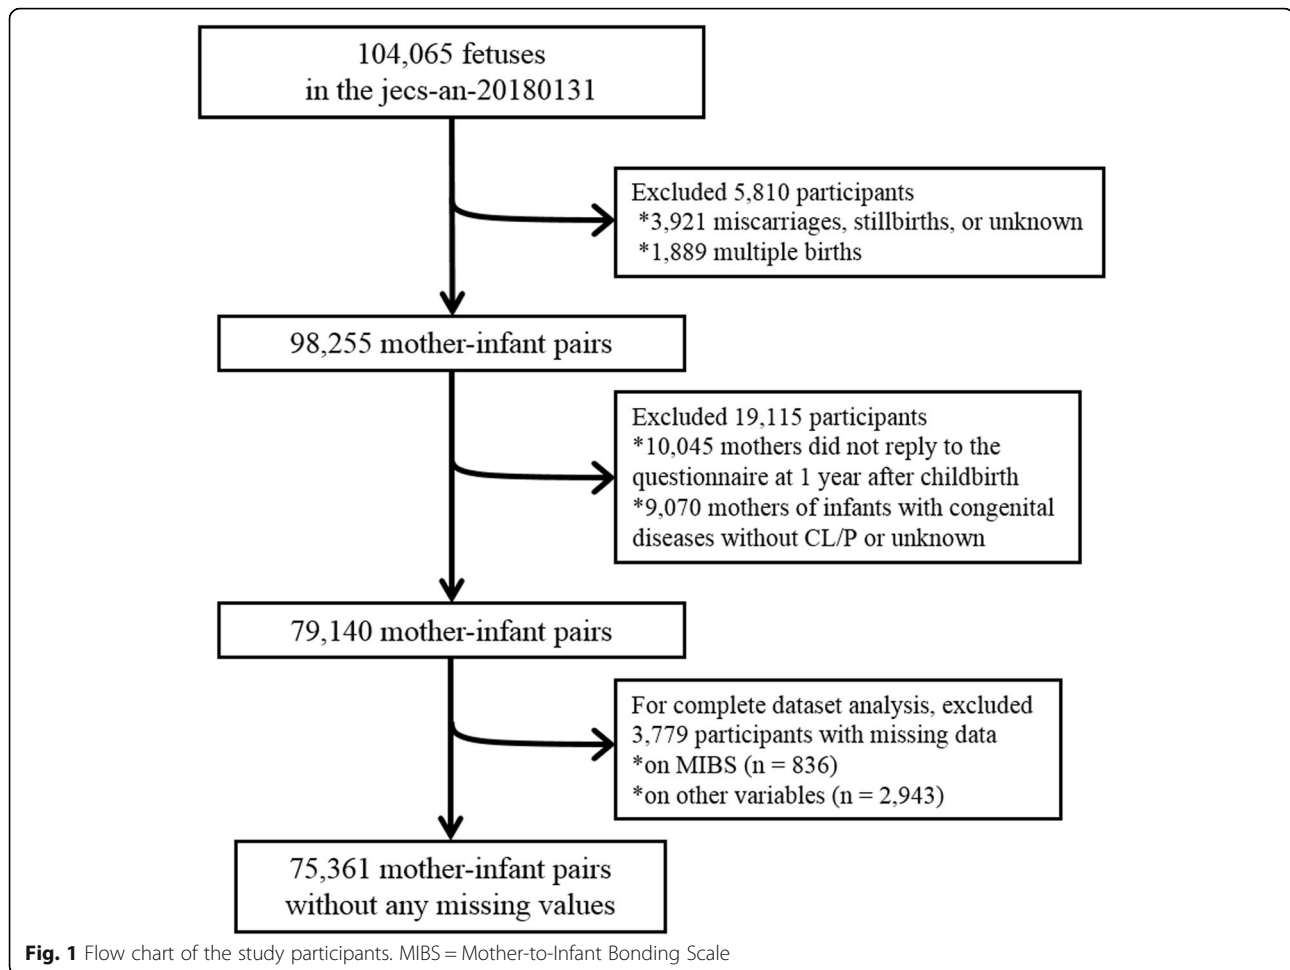 104,065 fetuses
in the jecs-an-20180131
Excluded 5,810 participants
*3,921 miscarriages, stillbirths, or unknown
*1,889 multiple births
98,255 mother-infant pairs
Excluded 19,115 participants
*10,045 mothers did not reply to the
questionnaire at 1 year after childbirth
*9,070 mothers of infants with congenital
diseases without CL/P or unknown
79,140 mother-infant pairs
For complete dataset analysis, excluded
3,779 participants with missing data
*on MIBS (n = 836)
*on other variables (n = 2,943)
75,361 mother-infant pairs
without any missing values
Fig. 1 Flow chart of the study participants. MIBS = Mother-to-Infant Bonding Scale